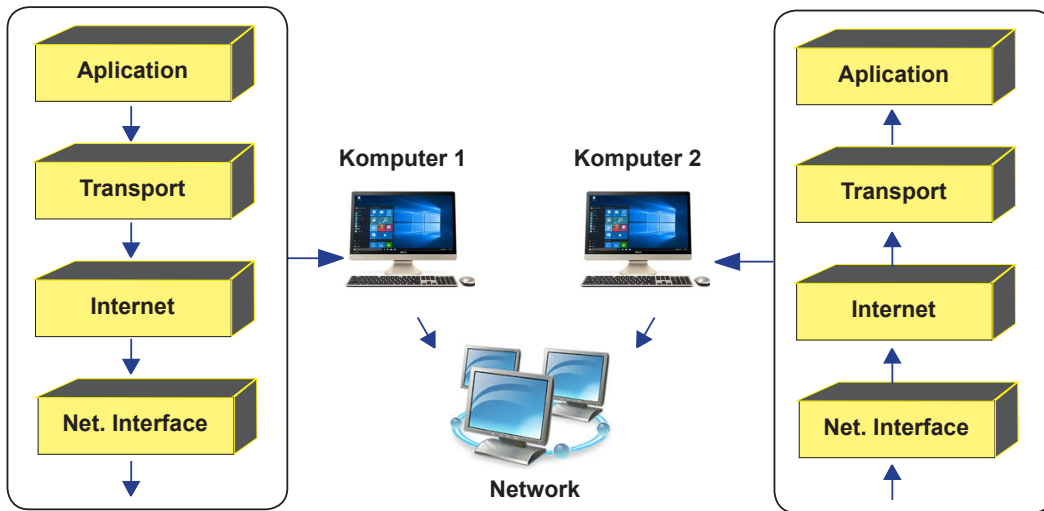 Aplication
Transport
Internet
Net. Interface
Komputer 1
Komputer 2
Network
Aplication
Transport
Internet
Net. Interface